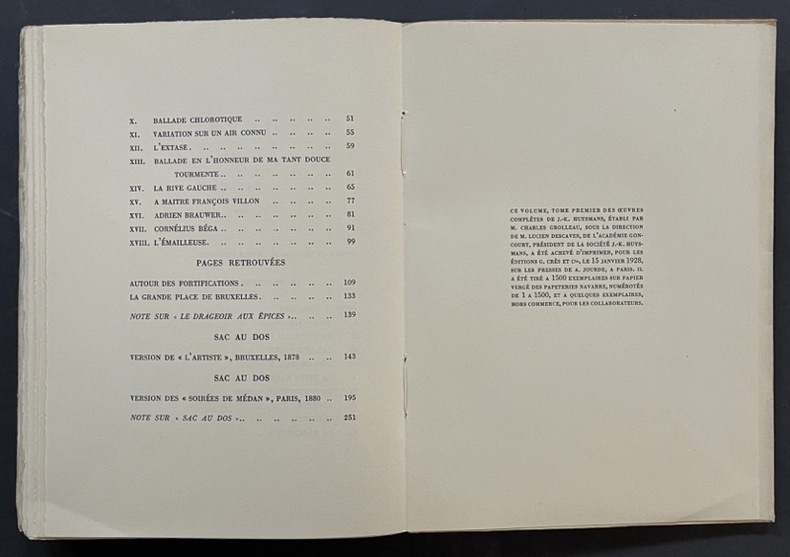 X. BALLADE CHLOROTIQUE .. .. .. .. .. 51
XI. VARIATION SUR UN AIR CONNU .. .. .. .. 55
XII. L'EXTASE. .. .. .. .. .. .. .. .. 59
XIII. BALLADE EN L'HONNEUR DE MA TANT DOUCE
TOURMENTE.. .. .. .. .. .. .. .. 61
XIV. LA RIVE GAUCHE .. .. .. .. .. .. .. 65
XV. A MAITRE FRANÇOIS VILLON .. .. .. .. 77
XVI. ADRIEN BRAUWER.. .. .. .. .. .. .. 81
XVII. CORNÉLIUS BÉGA .. .. .. .. .. .. .. 91
XVIII. L'ÉMAILLEUSE. .. .. .. .. .. .. .. 99
PAGES RETROUVÉES
AUTOUR DES FORTIFICATIONS . .. .. .. .. .. 109
LA GRANDE PLACE DE BRUXELLES. .. .. .. .. 133
NOTE SUR « LE DRAGEOIR AUX ÉPICES ».. .. .. 139
SAC AU DOS
VERSION DE « L'ARTISTE », BRUXELLES, 1878 .. .. 143
SAC AU DOS
VERSION DES « SOIRÉES DE MÉDAN », PARIS, 1880 .. 195
NOTE SUR « SAC AU DOS ».. .. .. .. .. .. 251
CE VOLUME, TOME PREMIER DES ŒUVRES
COMPLÈTES DE J.-K. HUYSMANS, ÉTABLI PAR
M. CHARLES GROLLEAU, SOUS LA DIRECTION
DE M. LUCIEN DESCAVES, DE L'ACADÉMIE GON-
COURT, PRÉSIDENT DE LA SOCIÉTÉ J.-K. HUYS-
MANS, A ÉTÉ ACHEVÉ D'IMPRIMER, POUR LES
ÉDITIONS G. CRÈS ET Cie, LE 15 JANVIER 1928,
SUR LES PRESSES DE A. JOURDE, A PARIS. IL
A ÉTÉ TIRÉ A 1500 EXEMPLAIRES SUR PAPIER
VERGÉ DES PAPETERIES NAVARRE, NUMÉROTÉS
DE 1 A 1500, ET A QUELQUES EXEMPLAIRES,
HORS COMMERCE, POUR LES COLLABORATEURS.